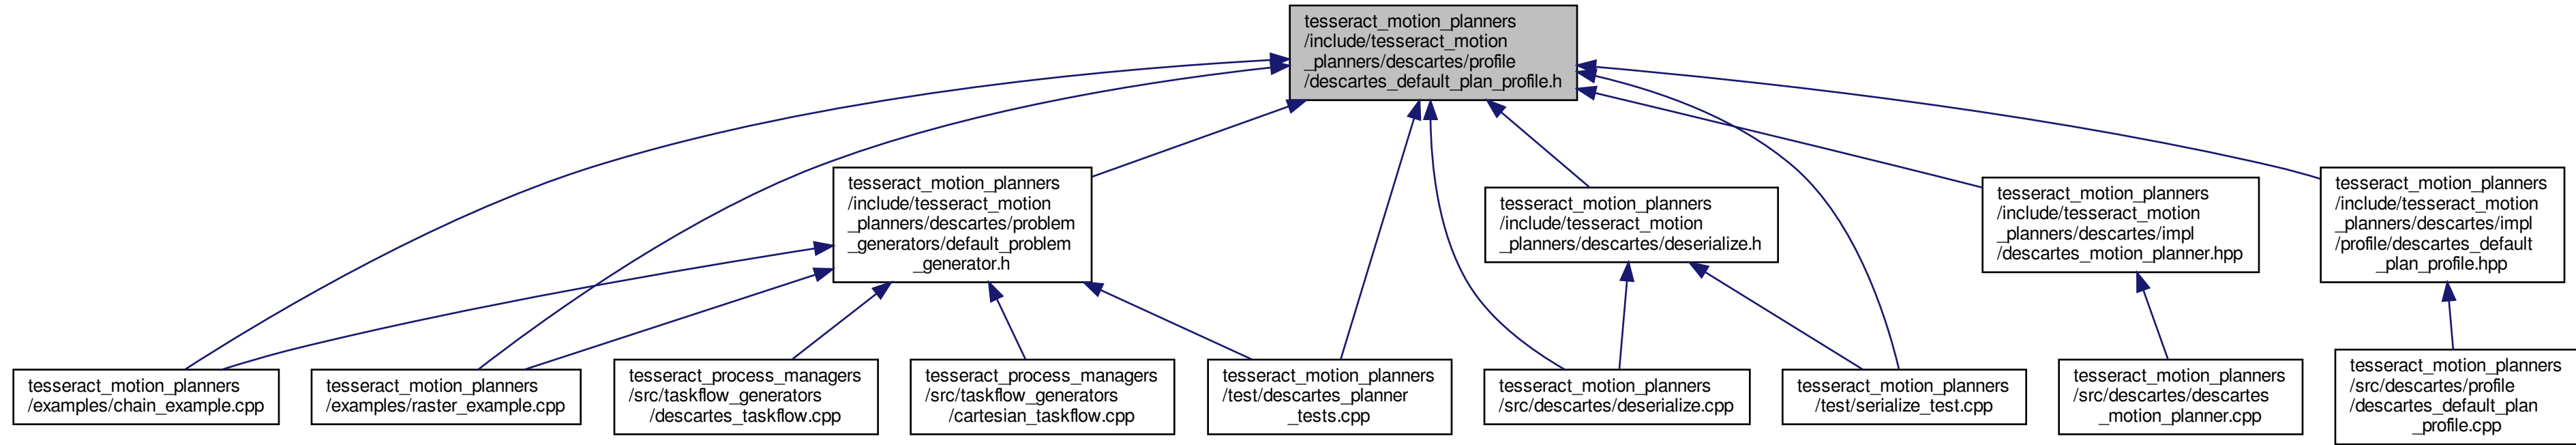 tesseract_motion_planners
/include/tesseract_motion
_planners/descartes/profile
/descartes_default_plan_profile.h
tesseract_motion_planners
/include/tesseract_motion
_planners/descartes/problem
_generators/default_problem
_generator.h
tesseract_motion_planners
/include/tesseract_motion
_planners/descartes/deserialize.h
tesseract_motion_planners
/include/tesseract_motion
_planners/descartes/impl
/descartes_motion_planner.hpp
tesseract_motion_planners
/include/tesseract_motion
_planners/descartes/impl
/profile/descartes_default
_plan_profile.hpp
tesseract_motion_planners
/examples/chain_example.cpp
tesseract_motion_planners
/examples/raster_example.cpp
tesseract_process_managers
/src/taskflow_generators
/descartes_taskflow.cpp
tesseract_process_managers
/src/taskflow_generators
/cartesian_taskflow.cpp
tesseract_motion_planners
/test/descartes_planner
_tests.cpp
tesseract_motion_planners
/src/descartes/deserialize.cpp
tesseract_motion_planners
/test/serialize_test.cpp
tesseract_motion_planners
/src/descartes/descartes
_motion_planner.cpp
tesseract_motion_planners
/src/descartes/profile
/descartes_default_plan
_profile.cpp